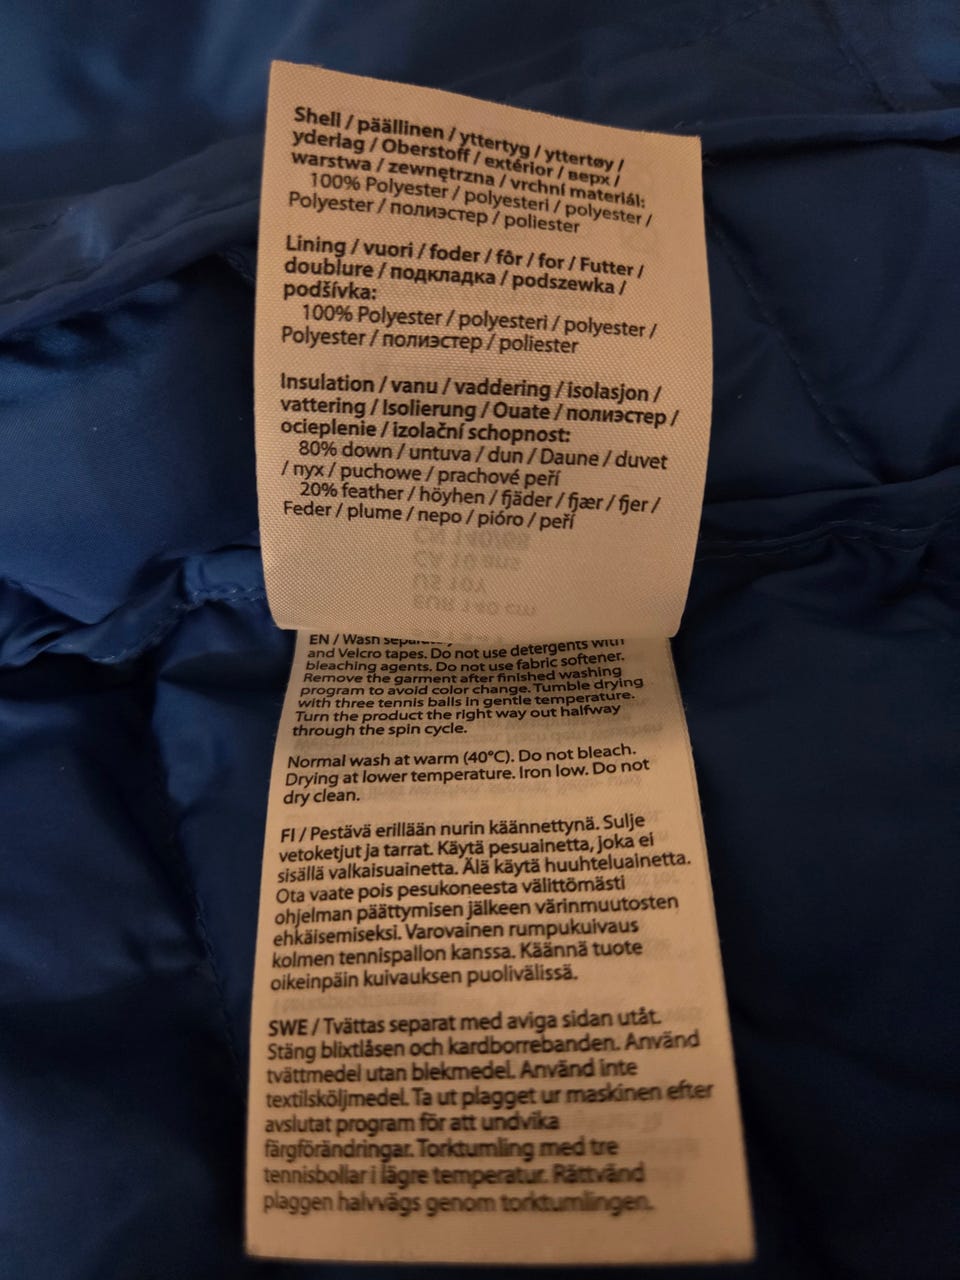 Shell / päällinen / yttertyg / yttertøy /
yderlag / Oberstoff / extérior / верх /
warstwa / zewnętrzna / vrchní materiál:
100% Polyester / polyesteri / polyester /
Polyester / полиэстер / poliester
Lining / vuori / foder / fôr / for / Futter /
doublure / подкладка / podszewka /
podšívka:
100% Polyester / polyesteri / polyester /
Polyester / полиэстер / poliester
Insulation / vanu / vaddering / isolasjon /
vattering / Isolierung / Ouate / полиэстер /
ocieplenie / izolační schopnost:
80% down / untuva / dun / Daune / duvet
/ пух / puchowe / prachové peří
20% feather / höyhen / fjäder / fjær / fjer /
Feder / plume / перо / pióro / peří
CN 140/68
CA 10 ans
US 10Y
EUR 140 cm
EN / Wash
and Velcro tapes. Do not use detergents with
bleaching agents. Do not use fabric softener.
Remove the garment after finished washing
program to avoid color change. Tumble drying
with three tennis balls in gentle temperature.
Turn the product the right way out halfway
through the spin cycle.
Normal wash at warm (40°C). Do not bleach.
Drying at lower temperature. Iron low. Do not
dry clean.
FI / Pestävä erillään nurin käännettynä. Sulje
vetoketjut ja tarrat. Käytä pesuainetta, joka ei
sisällä valkaisuainetta. Älä käytä huuhteluainetta.
Ota vaate pois pesukoneesta välittömästi
ohjelman päättymisen jälkeen värinmuutosten
ehkäisemiseksi. Varovainen rumpukuivaus
kolmen tennispallon kanssa. Käännä tuote
oikeinpäin kuivauksen puolivälissä.
SWE / Tvättas separat med aviga sidan utåt.
Stäng blixtlåsen och kardborrebanden. Använd
tvättmedel utan blekmedel. Använd inte
textilsköljmedel. Ta ut plagget ur maskinen efter
avslutat program för att undvika
färgförändringar. Torktumling med tre
tennisbollar i lägre temperatur. Rättvänd
plaggen halvvägs genom torktumlingen.